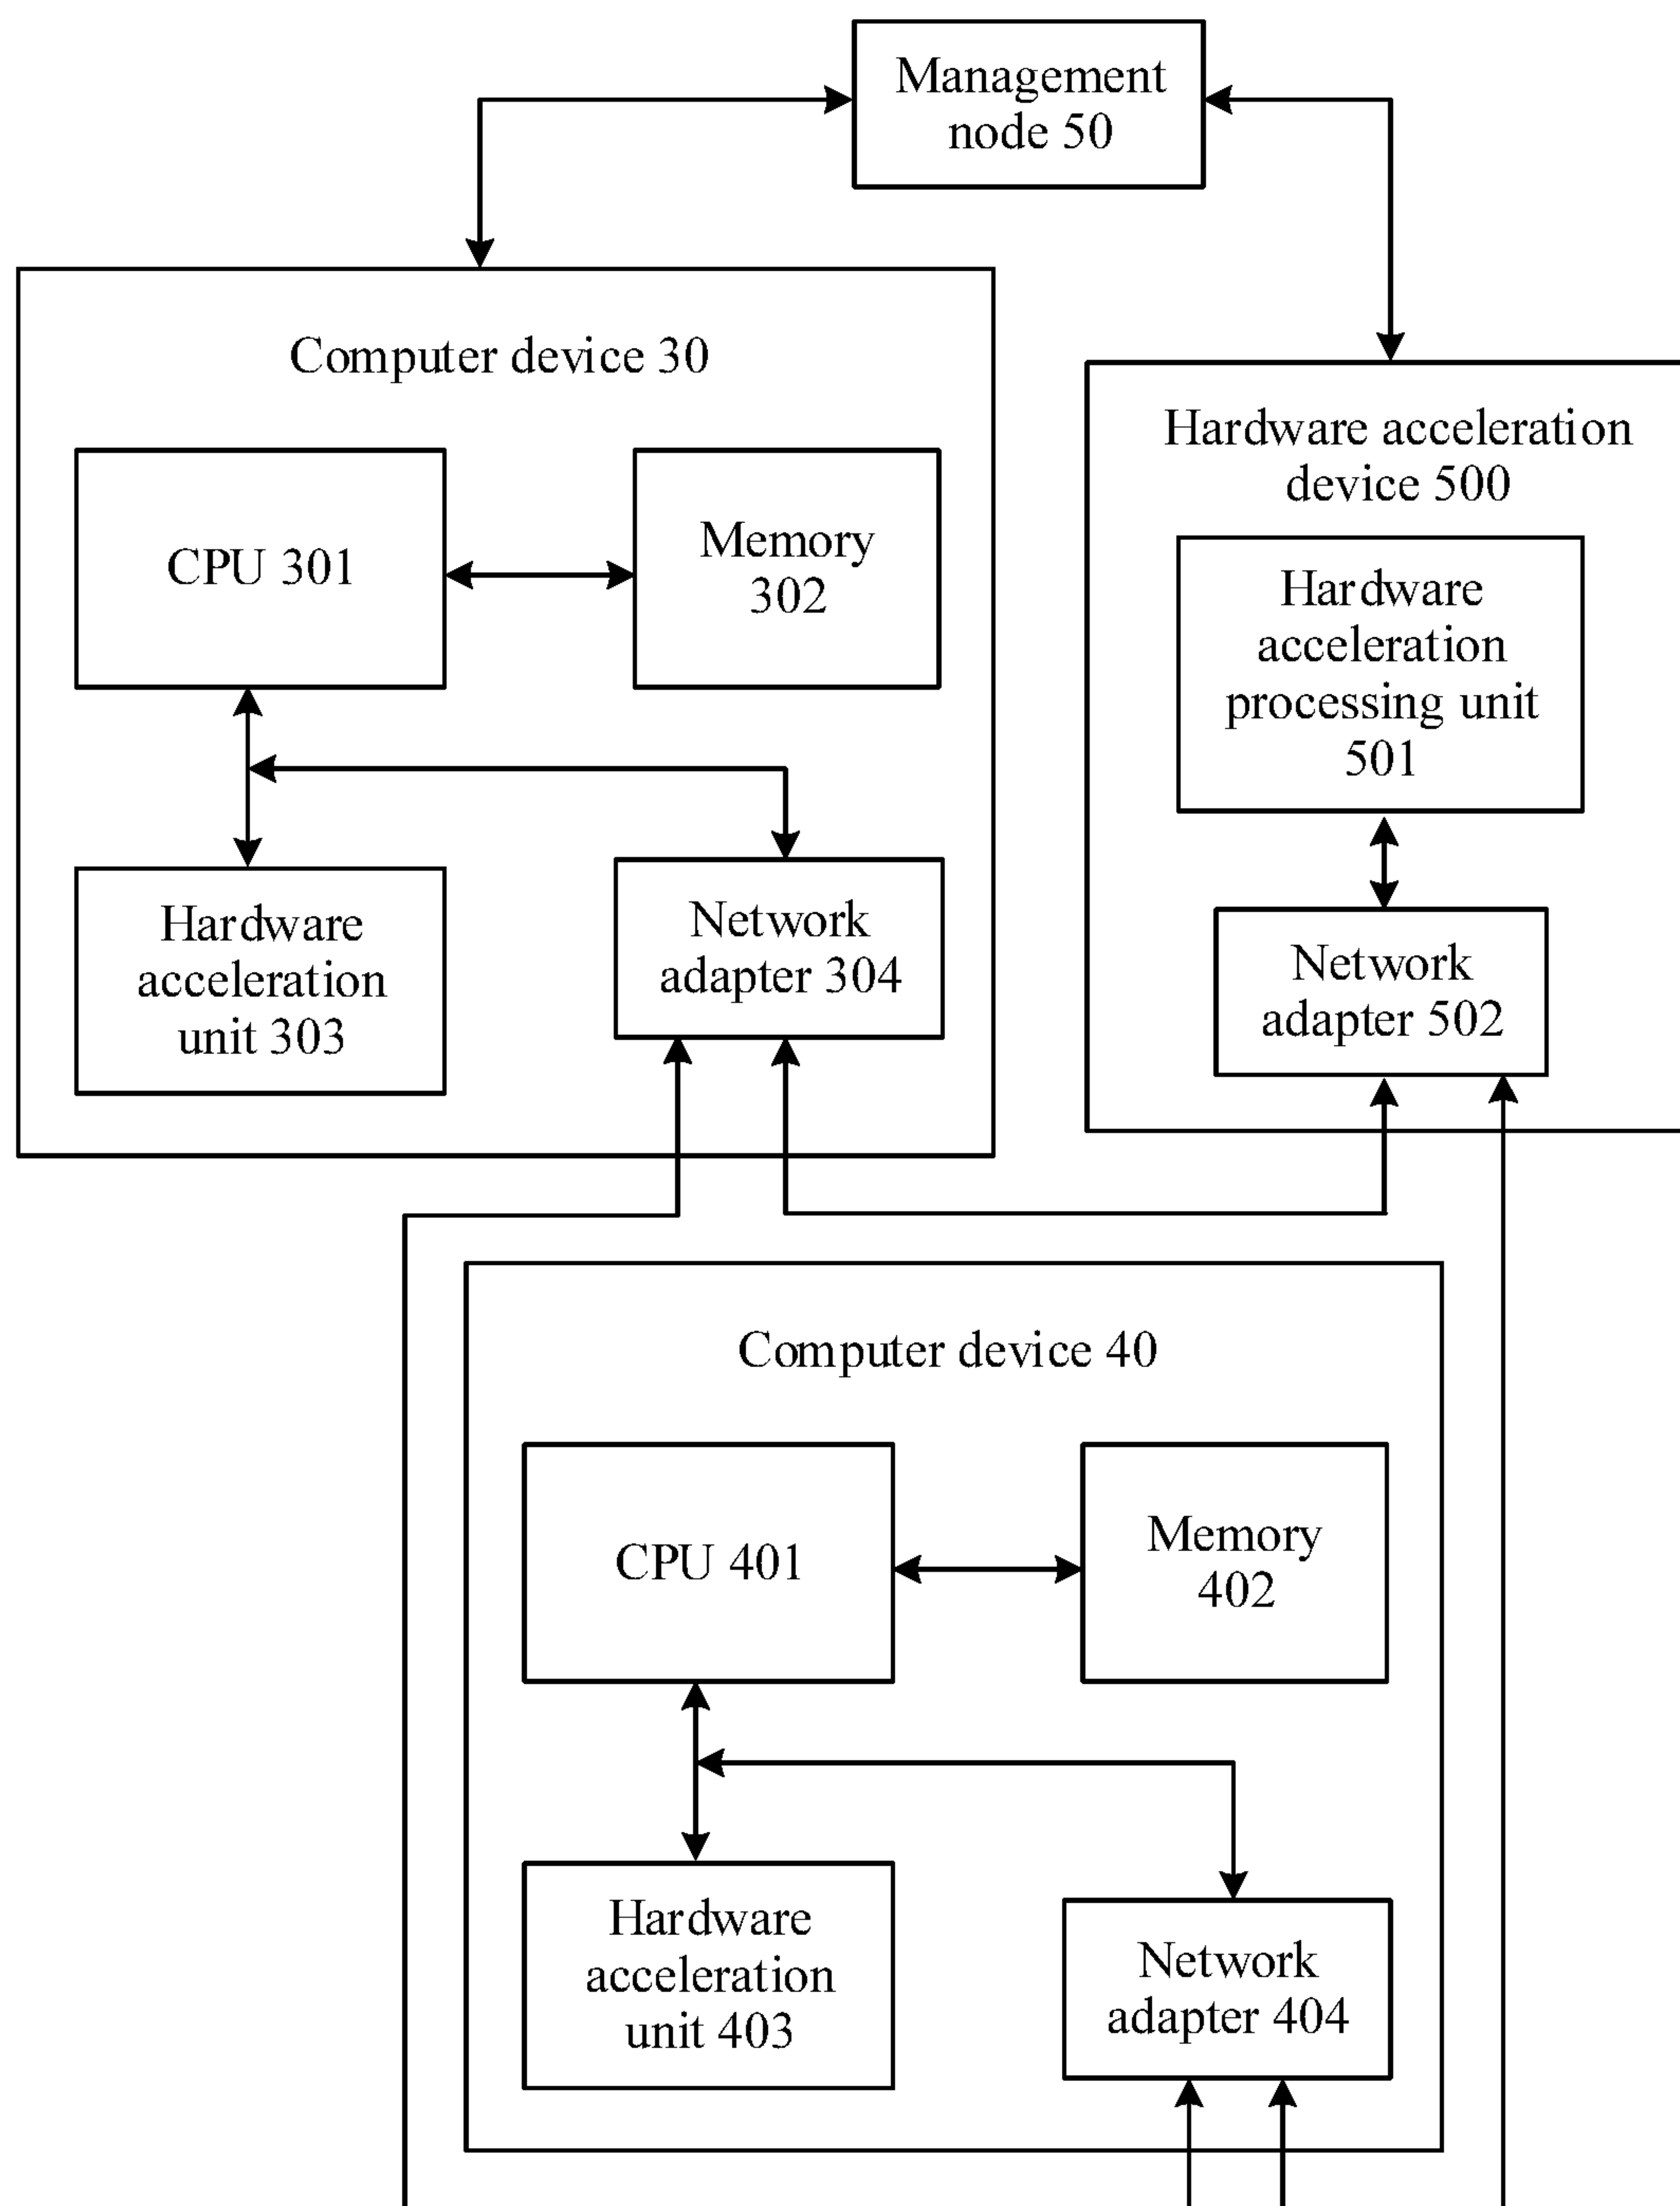 Management
node 50
Computer device 30
CPU 301
Memory
302
Hardware
acceleration
unit 303
Network
adapter 304
Hardware acceleration
device 500
Hardware
acceleration
processing unit
501
Network
adapter 502
Computer device 40
CPU 401
Memory
402
Hardware
acceleration
unit 403
Network
adapter 404